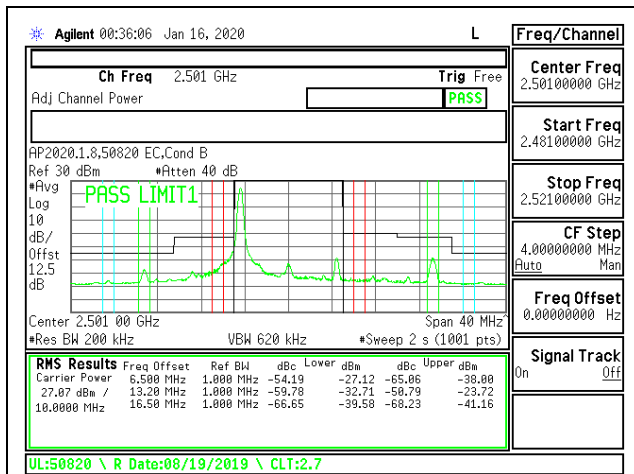 Agilent 00:36:06 Jan 16, 2020 L
Freq/Channel
Ch Freq 2.501 GHz Trig Free
Adj Channel Power PASS
AP2020.1.8,50820 EC,Cond B
Ref 30 dBm #Atten 40 dB
#Avg
Log
10
dB/
Offst
12.5
dB
PASS LIMIT1
Center 2.501 00 GHz Span 40 MHz^
#Res BW 200 kHz VBW 620 kHz #Sweep 2 s (1001 pts)
RMS Results Freq Offset Ref BW dBc Lower dBm dBc Upper dBm
Carrier Power 6.500 MHz 1.000 MHz -54.19 -27.12 -65.06 -38.00
27.07 dBm / 13.20 MHz 1.000 MHz -59.78 -32.71 -50.79 -23.72
10.0000 MHz 16.50 MHz 1.000 MHz -66.65 -39.58 -68.23 -41.16
Center Freq
2.50100000 GHz
Start Freq
2.48100000 GHz
Stop Freq
2.52100000 GHz
CF Step
4.00000000 MHz
Auto Man
Freq Offset
0.00000000 Hz
Signal Track
On Off
UL:50820 \ R Date:08/19/2019 \ CLT:2.7